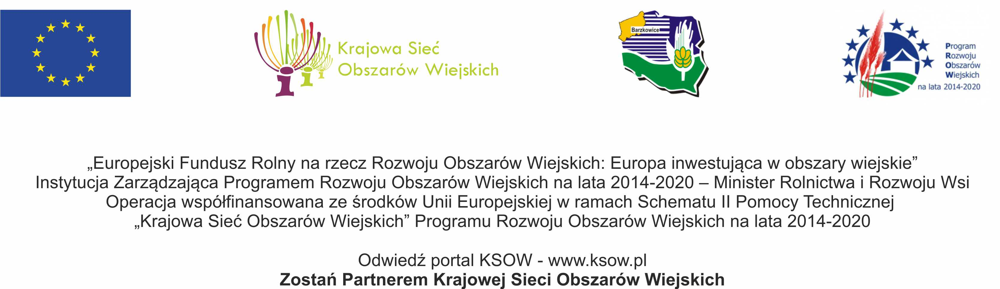 Krajowa Sieć
Obszarów Wiejskich
Barzkowice
Program
Rozwoju
Obszarów
Wiejskich
na lata 2014-2020
„Europejski Fundusz Rolny na rzecz Rozwoju Obszarów Wiejskich: Europa inwestująca w obszary wiejskie”
Instytucja Zarządzająca Programem Rozwoju Obszarów Wiejskich na lata 2014-2020 – Minister Rolnictwa i Rozwoju Wsi
Operacja współfinansowana ze środków Unii Europejskiej w ramach Schematu II Pomocy Technicznej
„Krajowa Sieć Obszarów Wiejskich” Programu Rozwoju Obszarów Wiejskich na lata 2014-2020
Odwiedź portal KSOW - www.ksow.pl
Zostań Partnerem Krajowej Sieci Obszarów Wiejskich